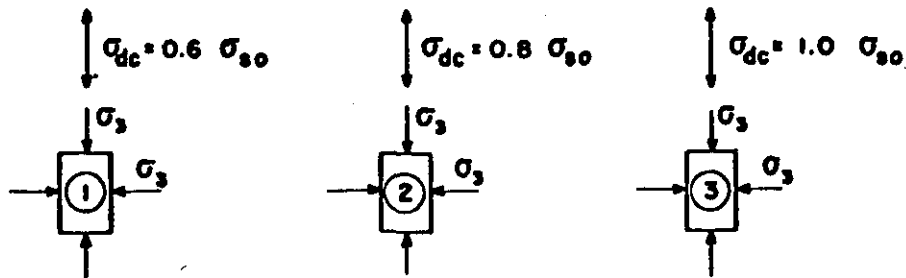 σdc = 0.6 σso
σdc = 0.8 σso
σdc = 1.0 σso
σ3
σ3
σ3
σ3
σ3
σ3
1
2
3